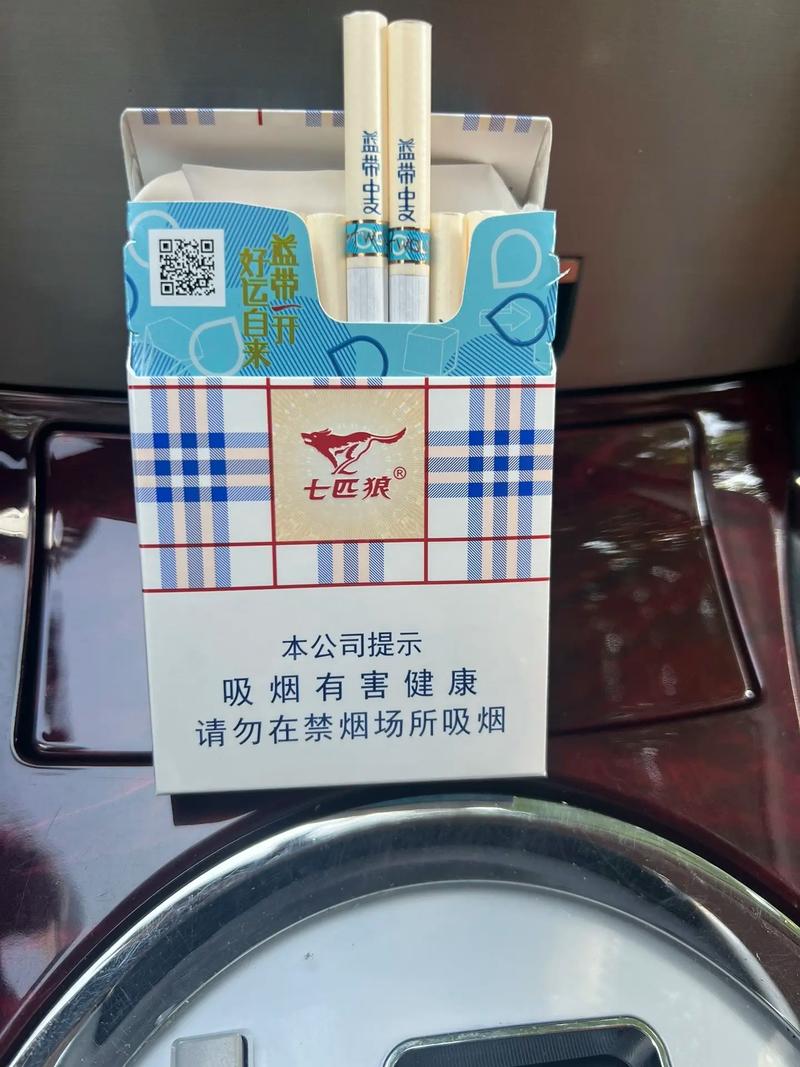 盖带中支
盖带中支
盖带一开
好运自来
七匹狼®
本公司提示
吸烟有害健康
请勿在禁烟场所吸烟